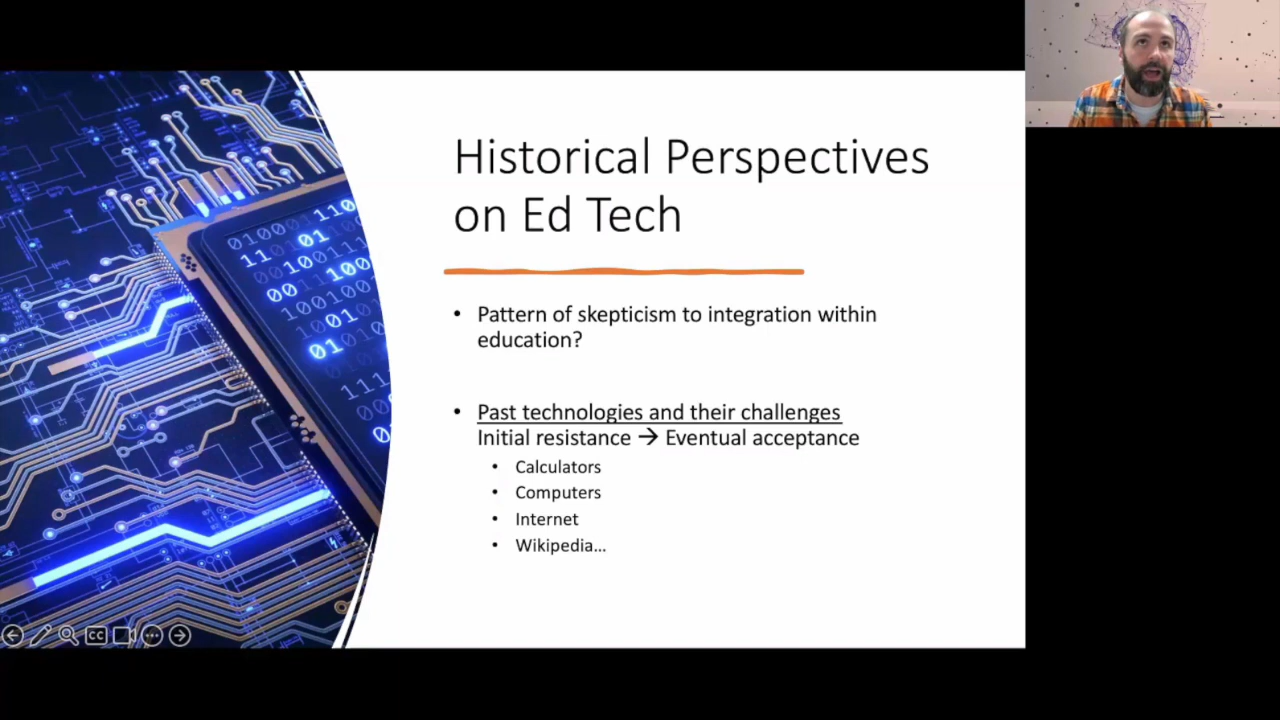 Historical Perspectives
on Ed Tech
• Pattern of skepticism to integration within
education?
• Past technologies and their challenges
Initial resistance → Eventual acceptance
• Calculators
• Computers
• Internet
• Wikipedia...
CC